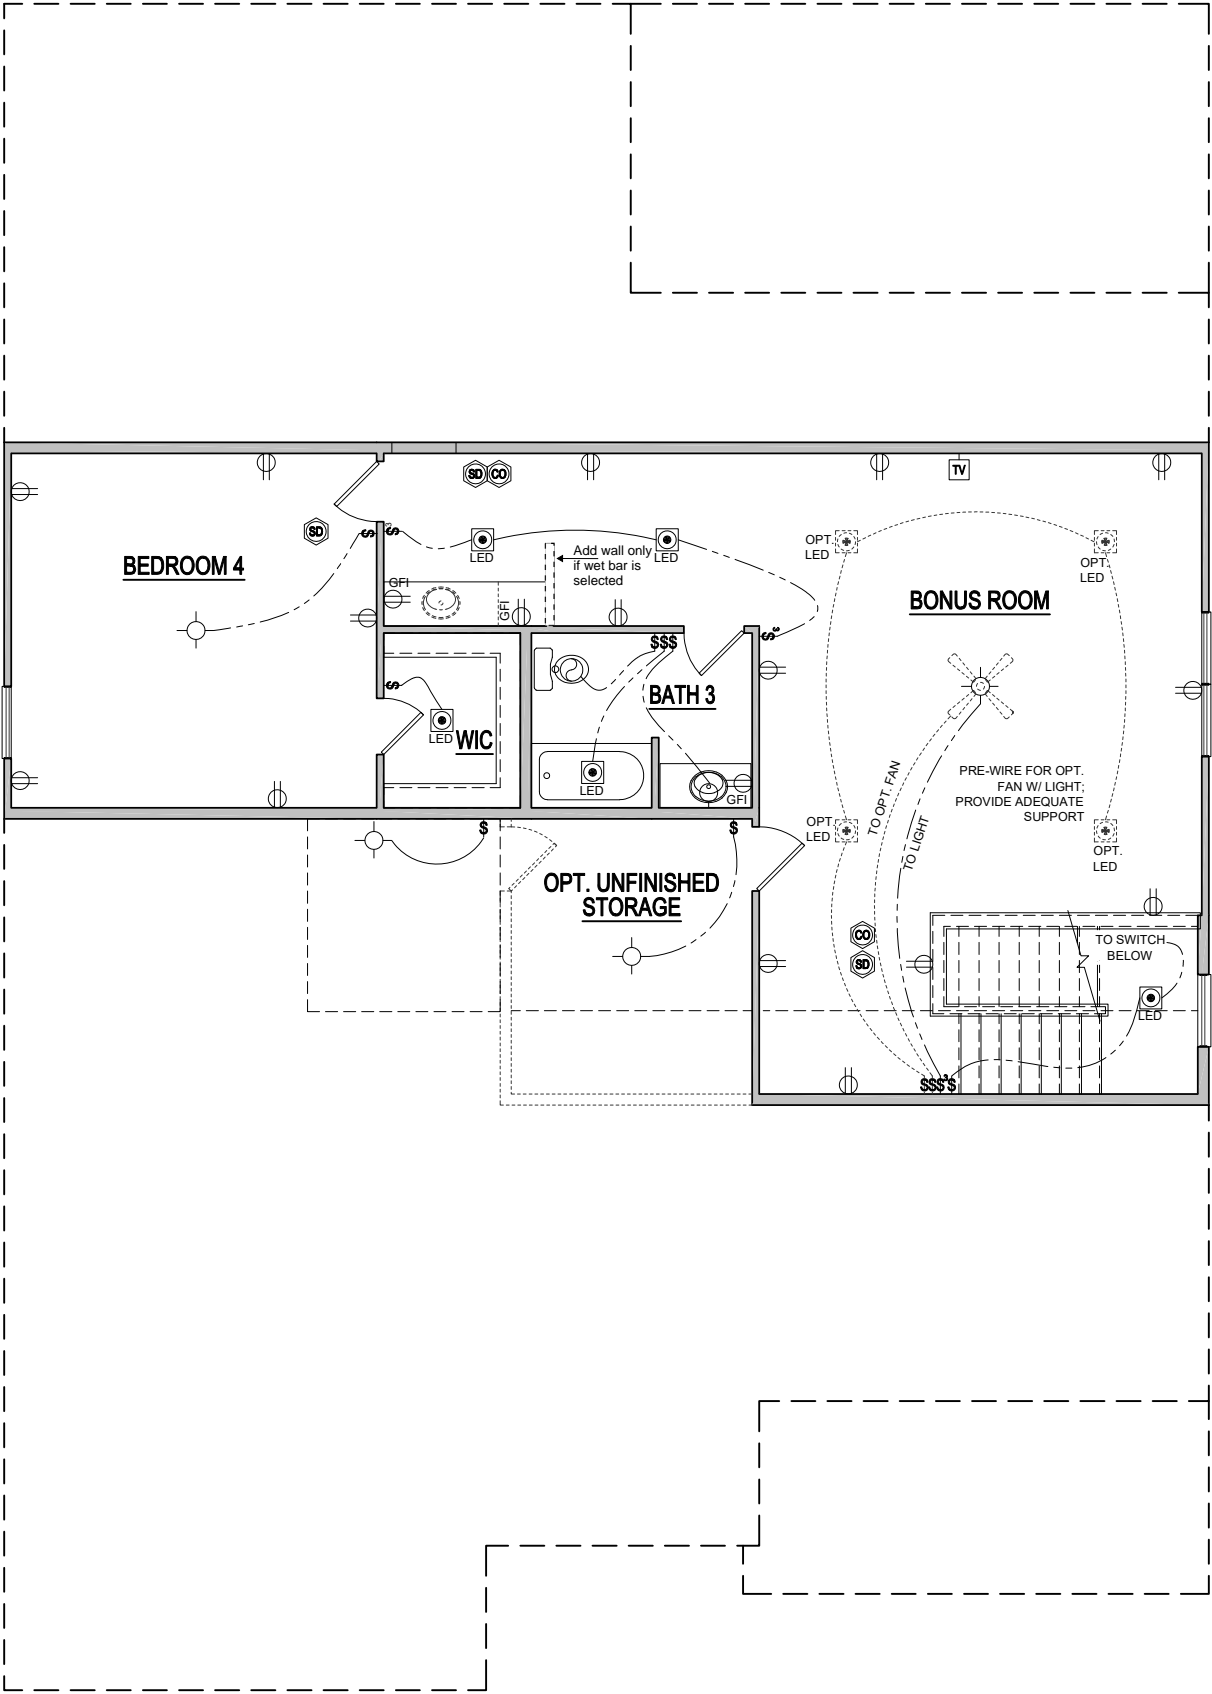 SD CO
TV
SD
$
$3
BEDROOM 4
LED
LED
Add wall only
if wet bar is
selected
GFI
GFI
OPT.
LED
OPT.
LED
BONUS ROOM
$3
$$$
BATH 3
$
LED
WIC
LED
GFI
TO OPT. FAN
TO LIGHT
PRE-WIRE FOR OPT.
FAN W/ LIGHT;
PROVIDE ADEQUATE
SUPPORT
OPT.
LED
OPT.
LED
$
$
OPT. UNFINISHED
STORAGE
CO
SD
TO SWITCH
BELOW
LED
$$$3$